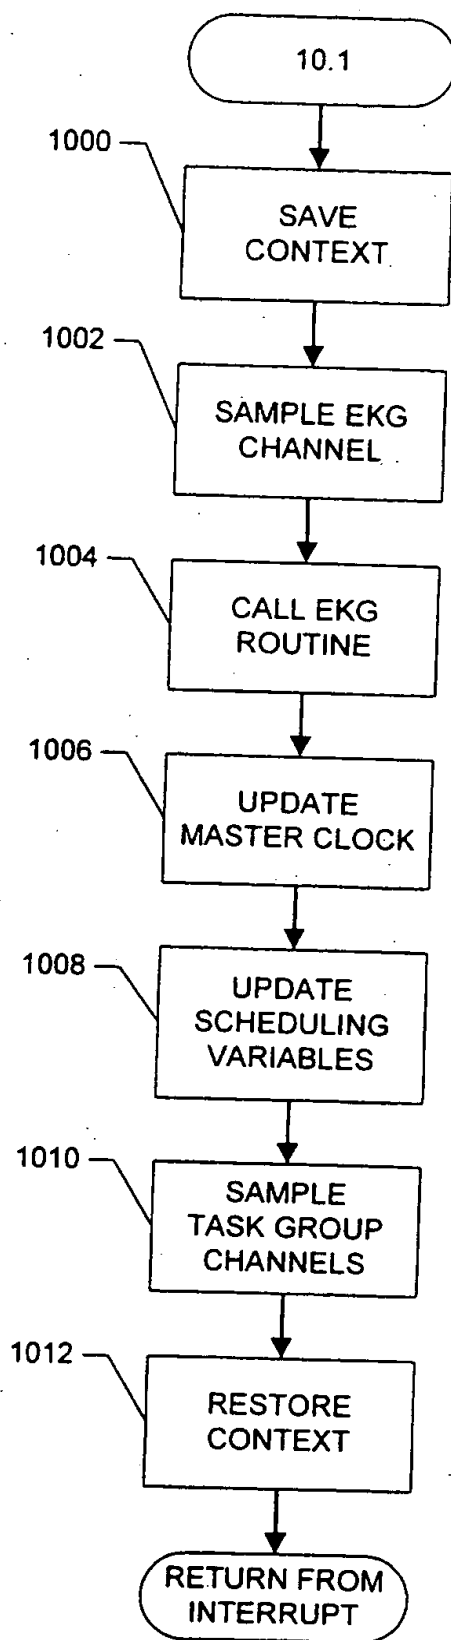 10.1
1000
SAVE
CONTEXT
1002
SAMPLE EKG
CHANNEL
1004
CALL EKG
ROUTINE
1006
UPDATE
MASTER CLOCK
1008
UPDATE
SCHEDULING
VARIABLES
1010
SAMPLE
TASK GROUP
CHANNELS
1012
RESTORE
CONTEXT
RETURN FROM
INTERRUPT